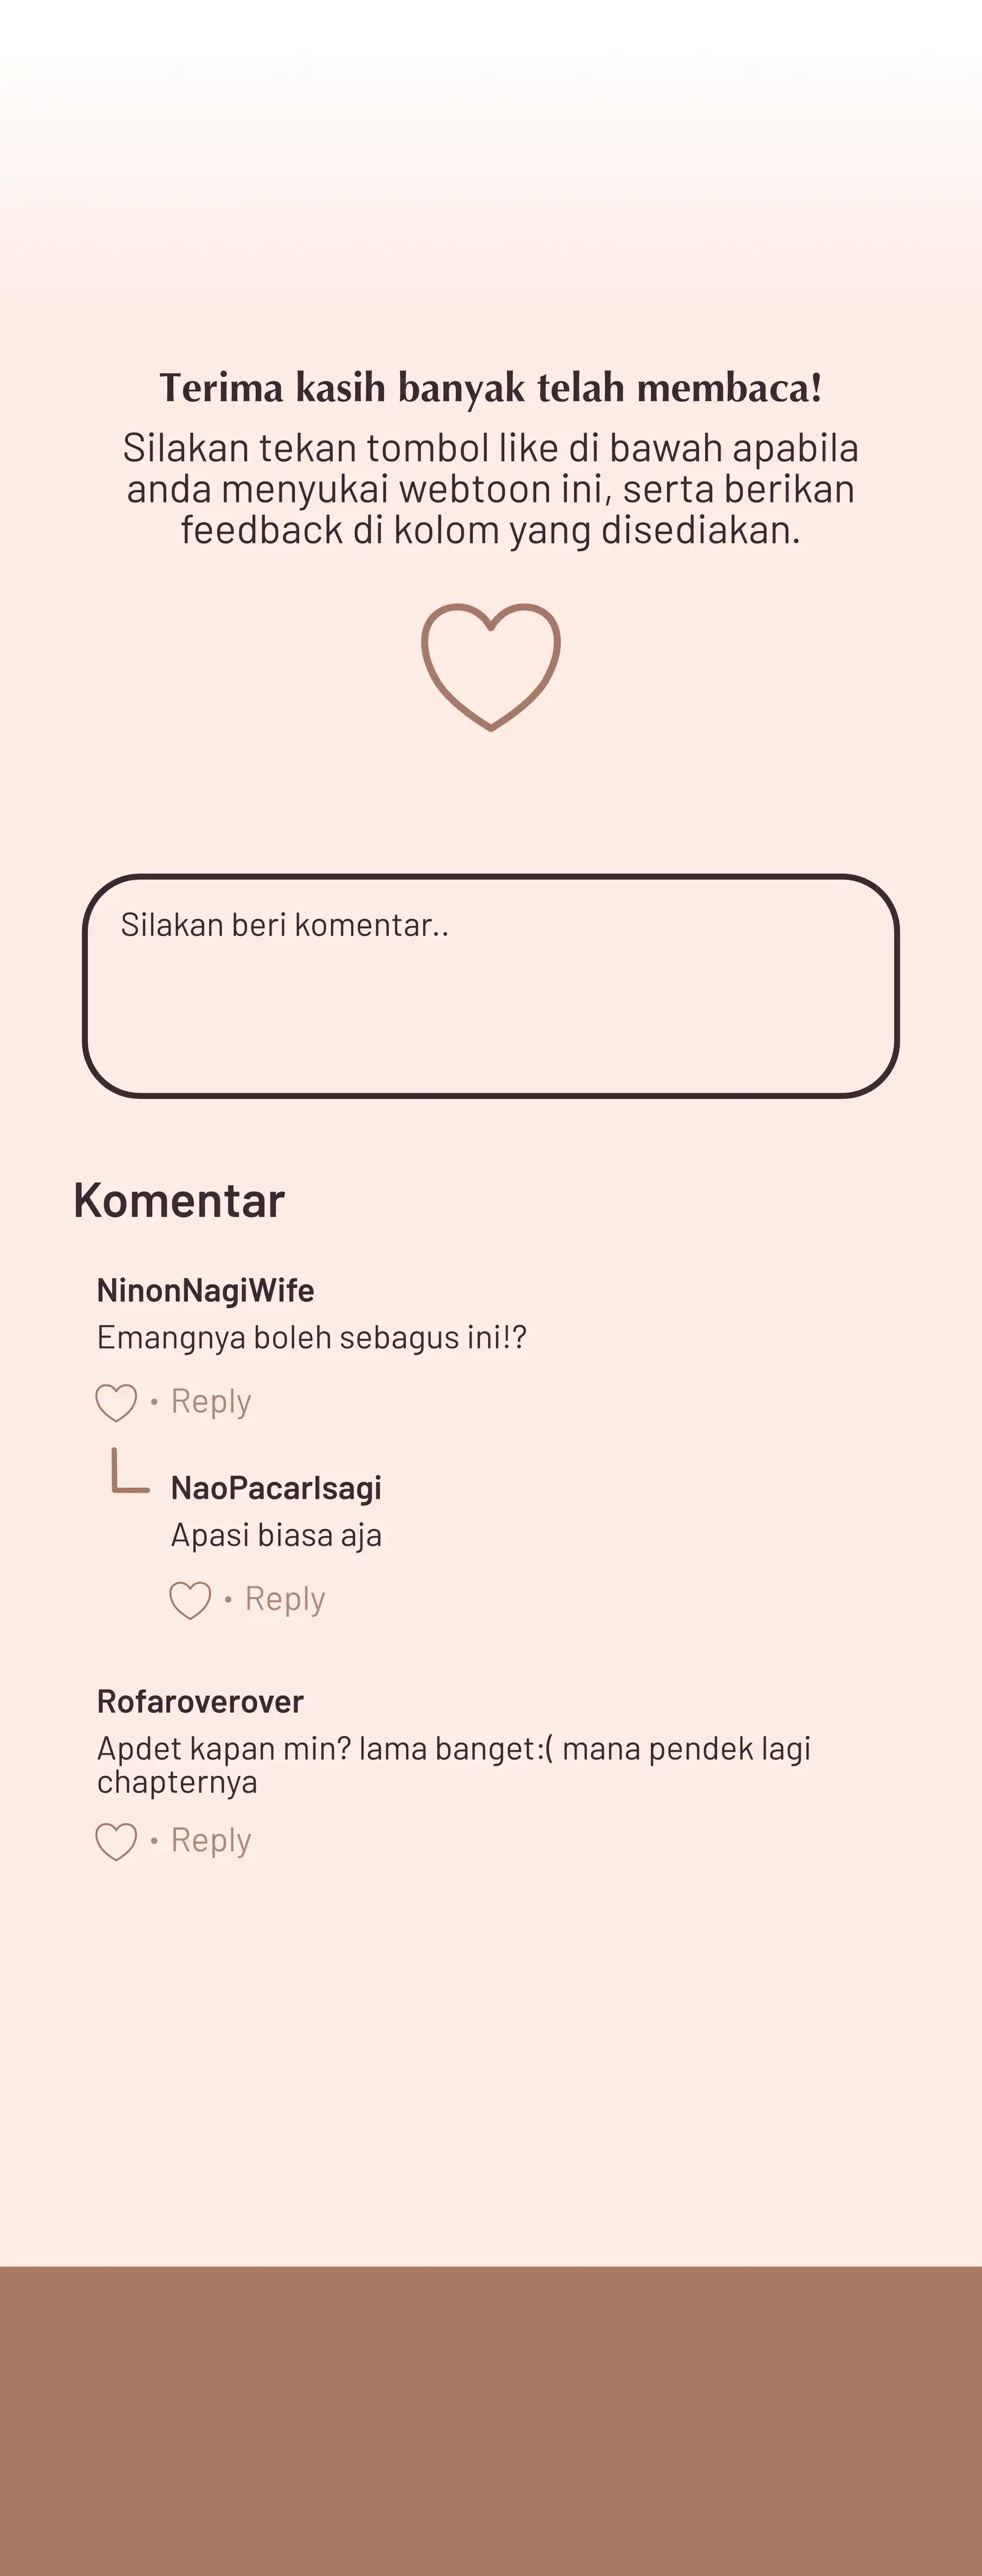 Terima kasih banyak telah membaca!
Silakan tekan tombol like di bawah apabila
anda menyukai webtoon ini, serta berikan
feedback di kolom yang disediakan.
Silakan beri komentar..
Komentar
NinonNagiWife
Emangnya boleh sebagus ini!?
• Reply
NaoPacarIsagi
Apasi biasa aja
• Reply
Rofaroverover
Apdet kapan min? lama banget:( mana pendek lagi
chapternya
• Reply